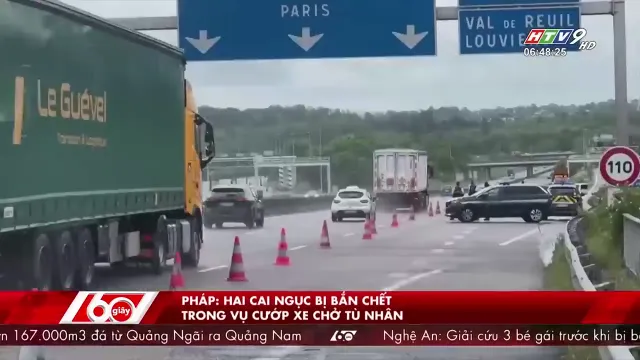 PARIS
VAL DE REUIL
LOUVIE
HTV9 HD
06:48:25
Le Guével
Transport & Logistics
110
60 giây
PHÁP: HAI CAI NGỤC BỊ BẮN CHẾT
TRONG VỤ CƯỚP XE CHỞ TÙ NHÂN
n 167.000m3 đá từ Quảng Ngãi ra Quảng Nam
Nghệ An: Giải cứu 3 bé gái trước khi bị b